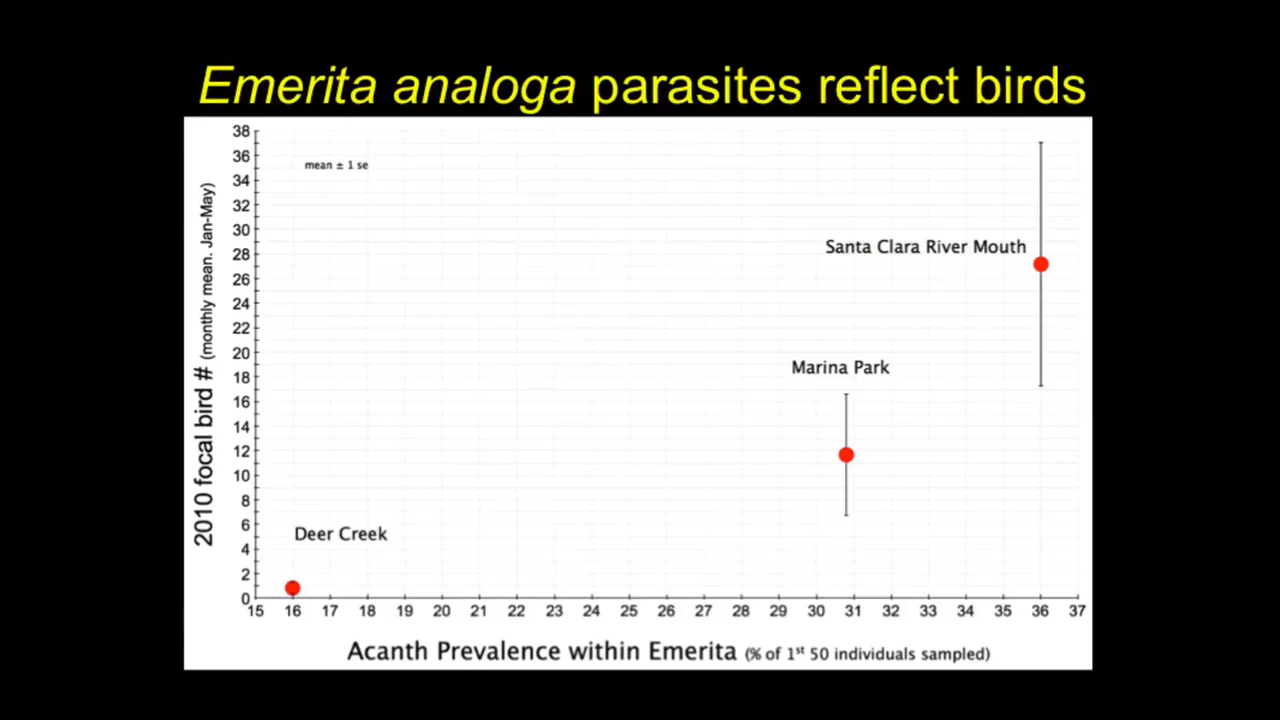 Emerita analoga parasites reflect birds
38
36
34
32
30
28
26
24
22
20
18
16
14
12
10
8
6
4
2
0
2010 focal bird # (monthly mean. Jan-May)
mean ± 1 se
Santa Clara River Mouth
Marina Park
Deer Creek
15 16 17 18 19 20 21 22 23 24 25 26 27 28 29 30 31 32 33 34 35 36 37
Acanth Prevalence within Emerita (% of 1st 50 individuals sampled)